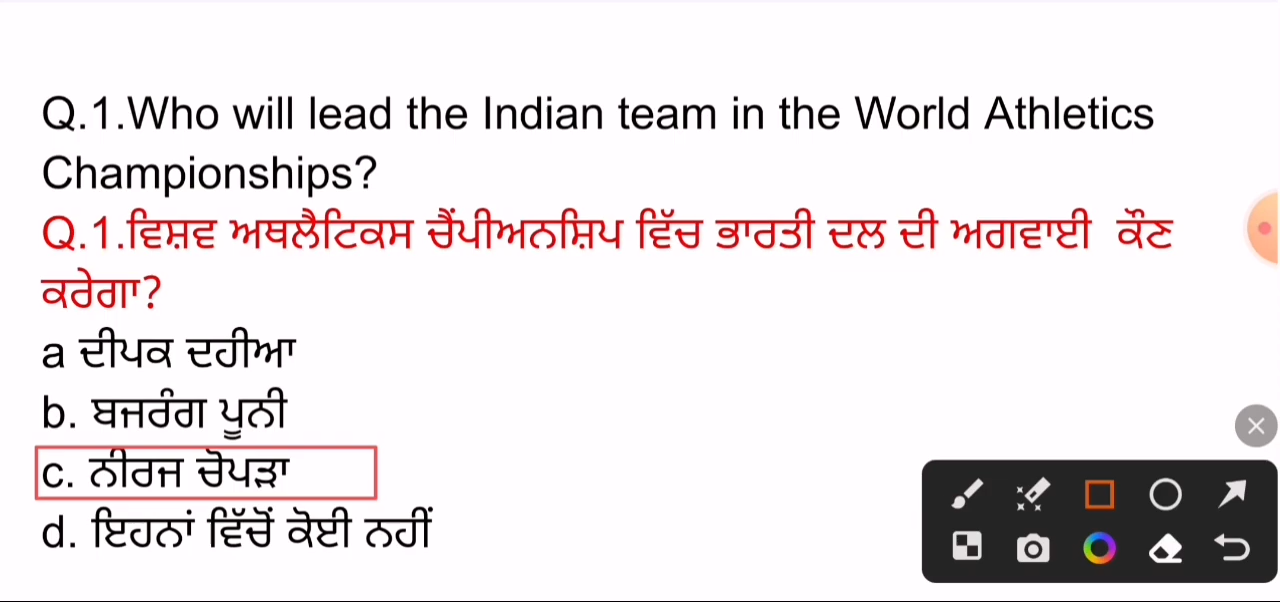 Q.1.Who will lead the Indian team in the World Athletics
Championships?
Q.1.ਵਿਸ਼ਵ ਅਥਲੈਟਿਕਸ ਚੈਂਪੀਅਨਸ਼ਿਪ ਵਿੱਚ ਭਾਰਤੀ ਦਲ ਦੀ ਅਗਵਾਈ ਕੌਣ
ਕਰੇਗਾ?
a ਦੀਪਕ ਦਹੀਆ
b. ਬਜਰੰਗ ਪੂਨੀ
c. ਨੀਰਜ ਚੋਪੜਾ
d. ਇਹਨਾਂ ਵਿੱਚੋਂ ਕੋਈ ਨਹੀਂ